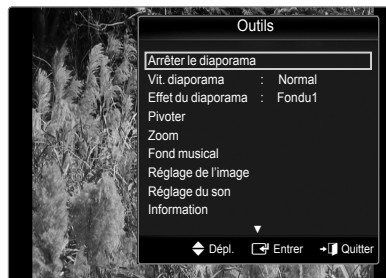 Outils
Arrêter le diaporama
Vit. diaporama : Normal
Effet du diaporama : Fondu1
Pivoter
Zoom
Fond musical
Réglage de l’image
Réglage du son
Information
▼
Dépl. Entrer Quitter